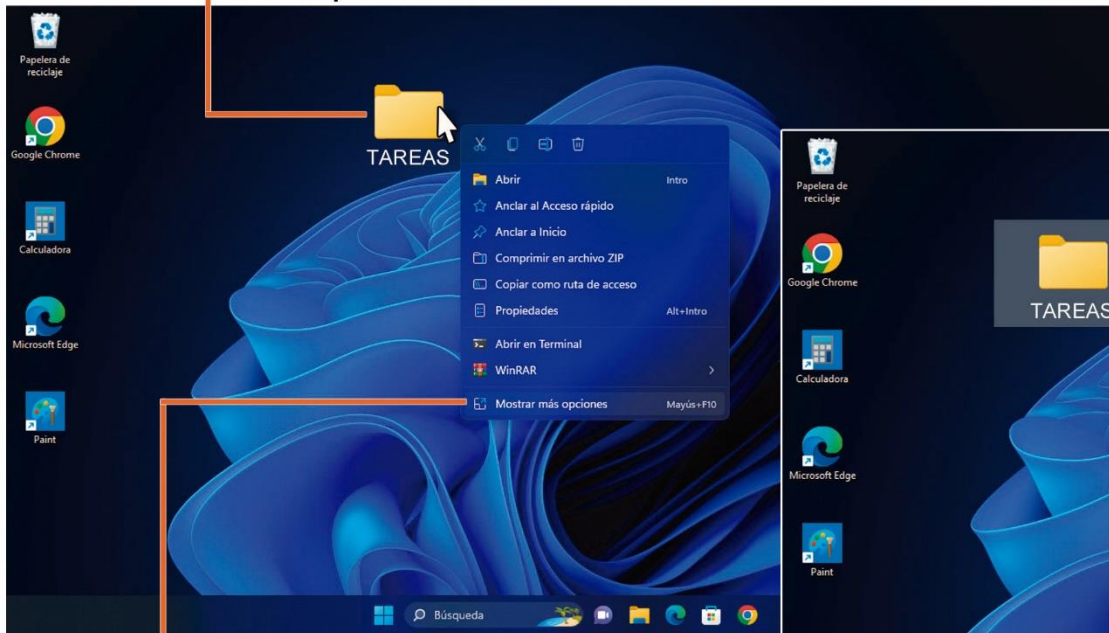 Papelera de
reciclaje
Google Chrome
Calculadora
Microsoft Edge
Paint
TAREAS
Abrir Intro
Anclar al Acceso rápido
Anclar a Inicio
Comprimir en archivo ZIP
Copiar como ruta de acceso
Propiedades Alt+Intro
Abrir en Terminal
WinRAR
Mostrar más opciones Mayús+F10
Búsqueda
Papelera de
reciclaje
Google Chrome
Calculadora
Microsoft Edge
Paint
TAREAS